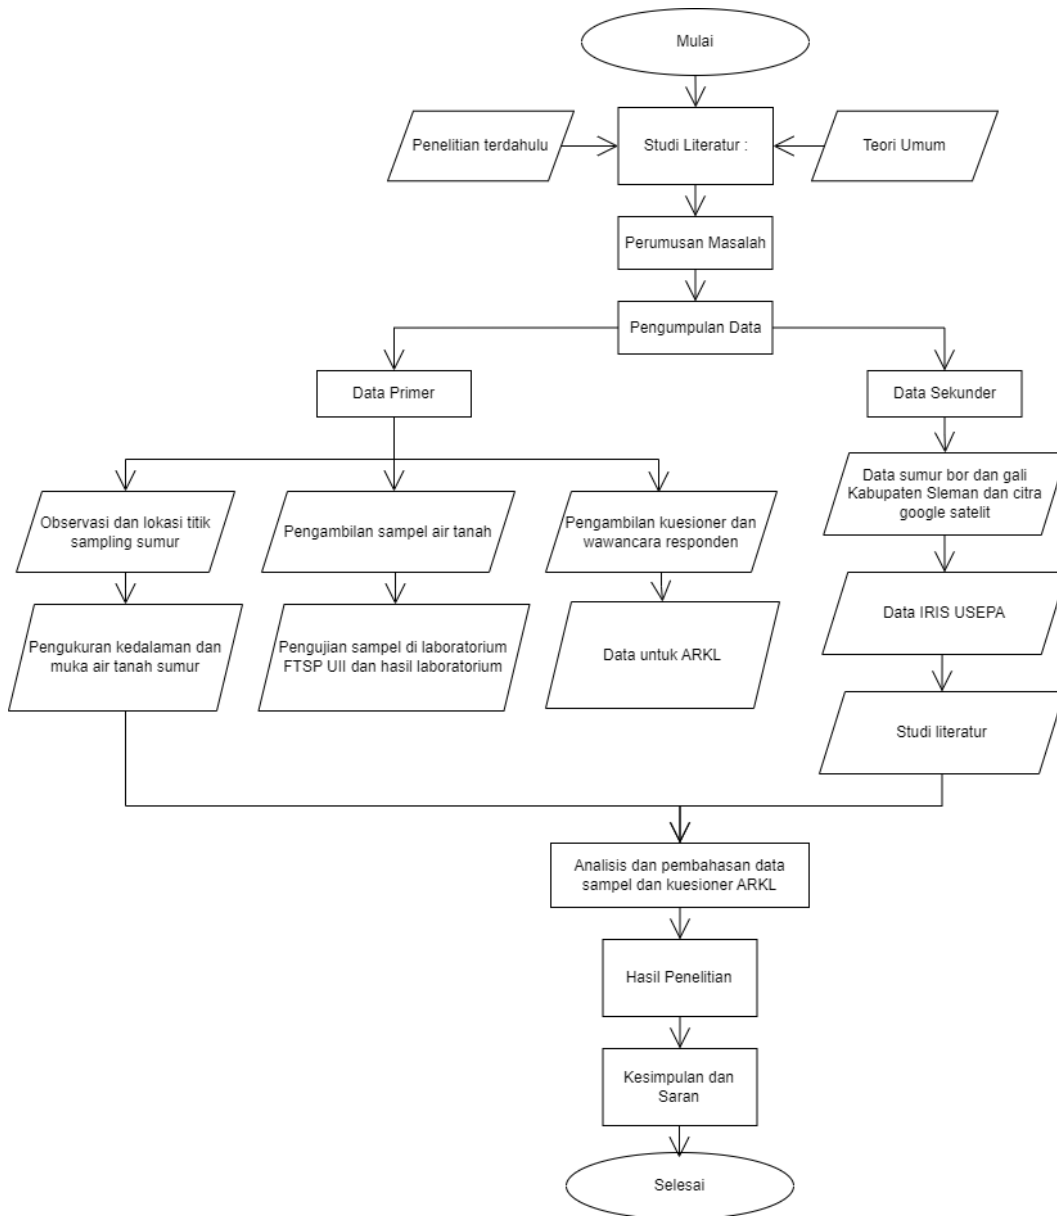 Mulai
Penelitian terdahulu
Studi Literatur :
Teori Umum
Perumusan Masalah
Pengumpulan Data
Data Primer
Data Sekunder
Observasi dan lokasi titik
sampling sumur
Pengambilan sampel air tanah
Pengambilan kuesioner dan
wawancara responden
Data sumur bor dan gali
Kabupaten Sleman dan citra
google satelit
Pengukuran kedalaman dan
muka air tanah sumur
Pengujian sampel di laboratorium
FTSP UII dan hasil laboratorium
Data untuk ARKL
Data IRIS USEPA
Studi literatur
Analisis dan pembahasan data
sampel dan kuesioner ARKL
Hasil Penelitian
Kesimpulan dan
Saran
Selesai